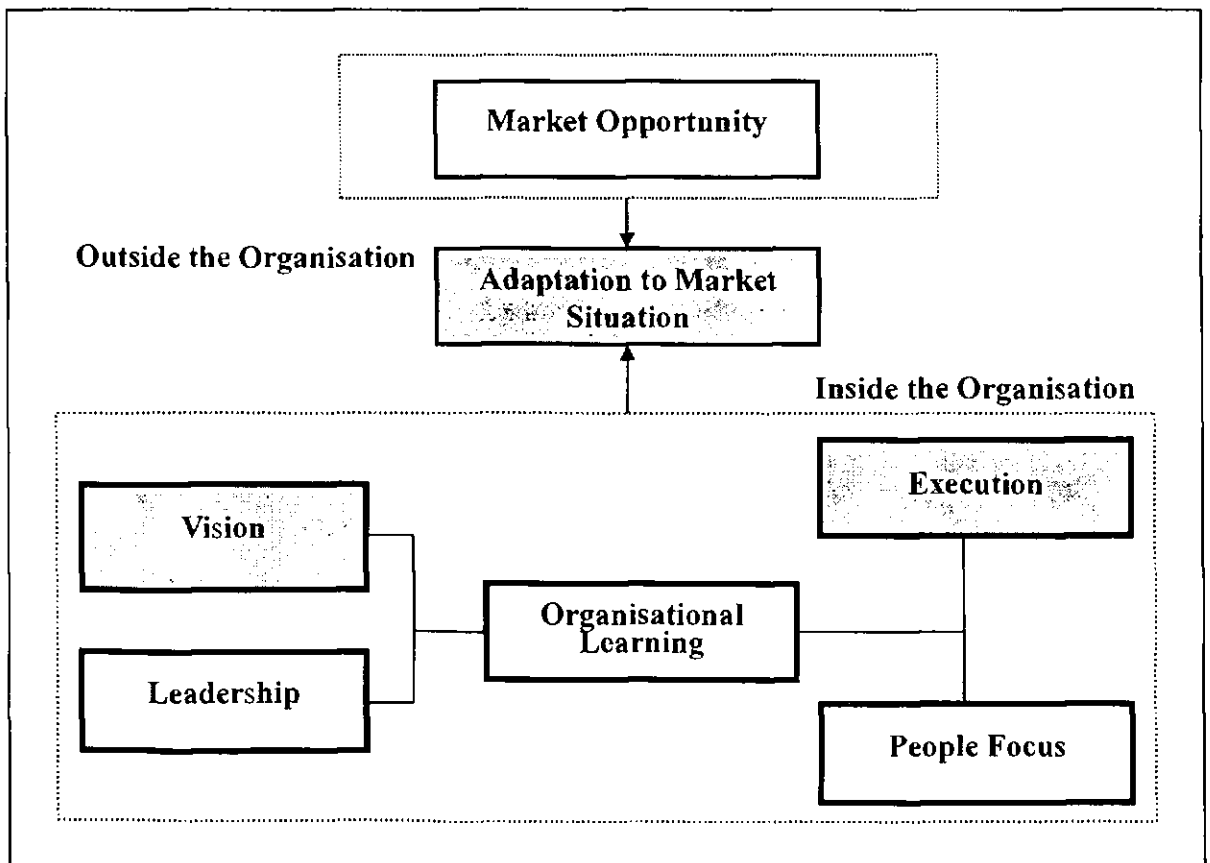 Market Opportunity
Outside the Organisation
Adaptation to Market
Situation
Inside the Organisation
Execution
Vision
Organisational
Learning
Leadership
People Focus